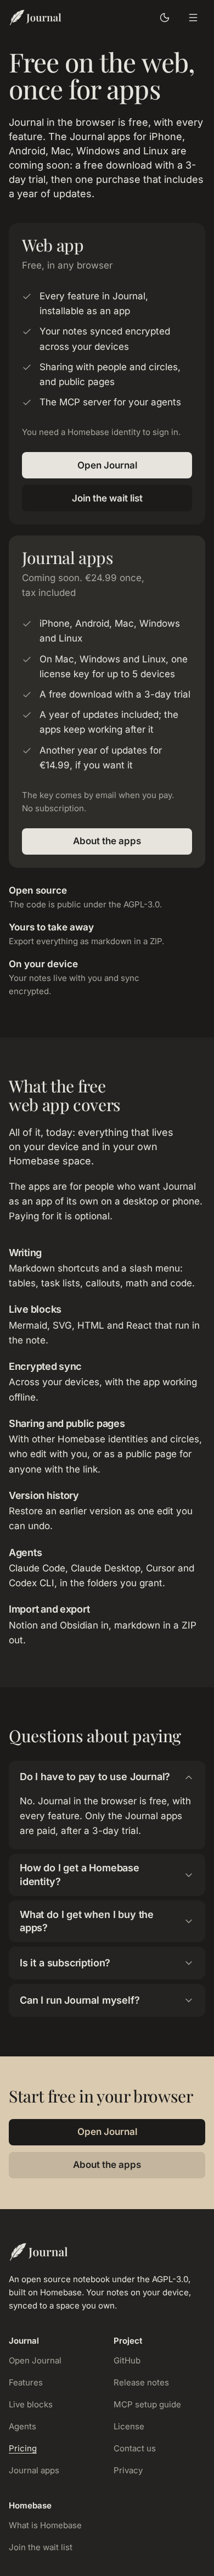 Journal
Free on the web,
once for apps
Journal in the browser is free, with every
feature. The Journal apps for iPhone,
Android, Mac, Windows and Linux are
coming soon: a free download with a 3-
day trial, then one purchase that includes
a year of updates.
Web app
Free, in any browser
Every feature in Journal,
installable as an app
Your notes synced encrypted
across your devices
Sharing with people and circles,
and public pages
The MCP server for your agents
You need a Homebase identity to sign in.
Open Journal
Join the wait list
Journal apps
Coming soon. €24.99 once,
tax included
iPhone, Android, Mac, Windows
and Linux
On Mac, Windows and Linux, one
license key for up to 5 devices
A free download with a 3-day trial
A year of updates included; the
apps keep working after it
Another year of updates for
€14.99, if you want it
The key comes by email when you pay.
No subscription.
About the apps
Open source
The code is public under the AGPL-3.0.
Yours to take away
Export everything as markdown in a ZIP.
On your device
Your notes live with you and sync
encrypted.
What the free
web app covers
All of it, today: everything that lives
on your device and in your own
Homebase space.
The apps are for people who want Journal
as an app of its own on a desktop or phone.
Paying for it is optional.
Writing
Markdown shortcuts and a slash menu:
tables, task lists, callouts, math and code.
Live blocks
Mermaid, SVG, HTML and React that run in
the note.
Encrypted sync
Across your devices, with the app working
offline.
Sharing and public pages
With other Homebase identities and circles,
who edit with you, or as a public page for
anyone with the link.
Version history
Restore an earlier version as one edit you
can undo.
Agents
Claude Code, Claude Desktop, Cursor and
Codex CLI, in the folders you grant.
Import and export
Notion and Obsidian in, markdown in a ZIP
out.
Questions about paying
Do I have to pay to use Journal?
No. Journal in the browser is free, with
every feature. Only the Journal apps
are paid, after a 3-day trial.
How do I get a Homebase
identity?
What do I get when I buy the
apps?
Is it a subscription?
Can I run Journal myself?
Start free in your browser
Open Journal
About the apps
Journal
An open source notebook under the AGPL-3.0,
built on Homebase. Your notes on your device,
synced to a space you own.
Journal
Open Journal
Features
Live blocks
Agents
Pricing
Journal apps
Project
GitHub
Release notes
MCP setup guide
License
Contact us
Privacy
Homebase
What is Homebase
Join the wait list